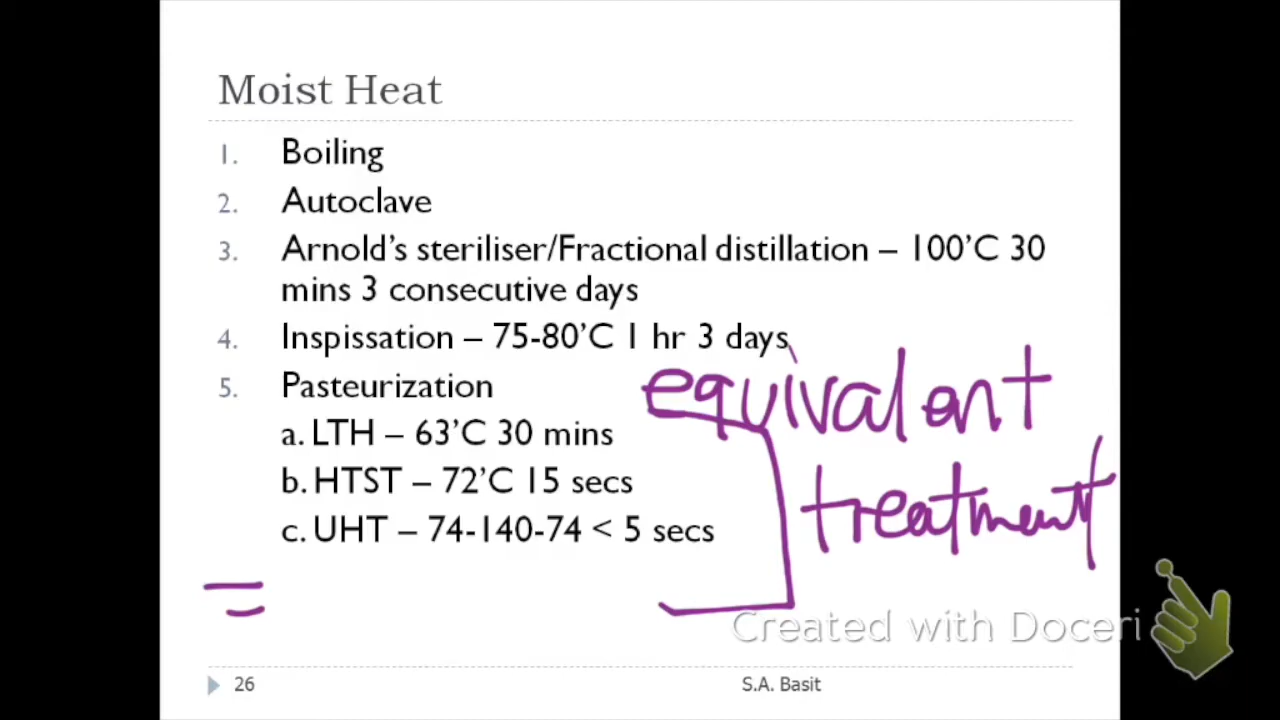 Moist Heat
1. Boiling
2. Autoclave
3. Arnold's steriliser/Fractional distillation – 100'C 30
mins 3 consecutive days
4. Inspissation – 75-80'C 1 hr 3 days
5. Pasteurization
a. LTH – 63'C 30 mins
b. HTST – 72'C 15 secs
c. UHT – 74-140-74 < 5 secs
equivalent
treatment
Created with Doceri
26
S.A. Basit